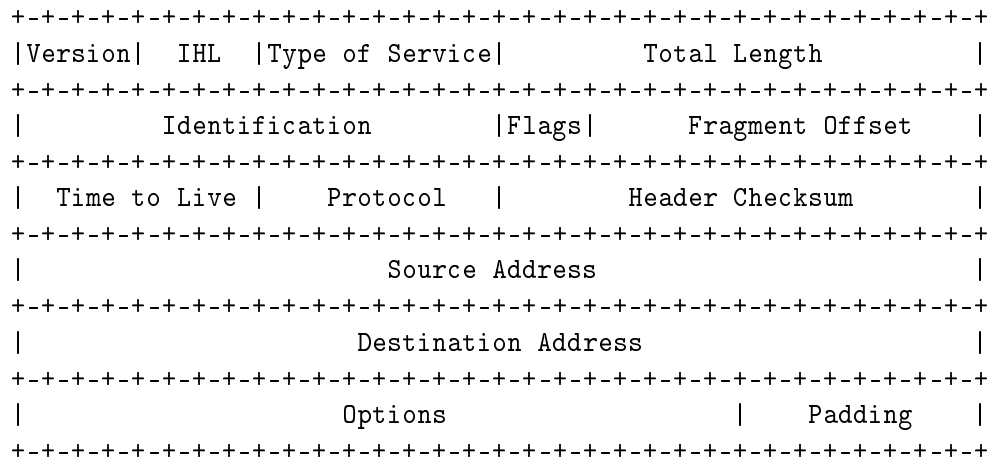 +-+-+-+-+-+-+-+-+-+-+-+-+-+-+-+-+-+-+-+-+-+-+-+-+-+-+-+-+-+-+-+-+
|Version|  IHL  |Type of Service|          Total Length         |
+-+-+-+-+-+-+-+-+-+-+-+-+-+-+-+-+-+-+-+-+-+-+-+-+-+-+-+-+-+-+-+-+
|         Identification        |Flags|      Fragment Offset    |
+-+-+-+-+-+-+-+-+-+-+-+-+-+-+-+-+-+-+-+-+-+-+-+-+-+-+-+-+-+-+-+-+
|  Time to Live |    Protocol   |        Header Checksum        |
+-+-+-+-+-+-+-+-+-+-+-+-+-+-+-+-+-+-+-+-+-+-+-+-+-+-+-+-+-+-+-+-+
|                        Source Address                         |
+-+-+-+-+-+-+-+-+-+-+-+-+-+-+-+-+-+-+-+-+-+-+-+-+-+-+-+-+-+-+-+-+
|                      Destination Address                      |
+-+-+-+-+-+-+-+-+-+-+-+-+-+-+-+-+-+-+-+-+-+-+-+-+-+-+-+-+-+-+-+-+
|                     Options                   |    Padding    |
+-+-+-+-+-+-+-+-+-+-+-+-+-+-+-+-+-+-+-+-+-+-+-+-+-+-+-+-+-+-+-+-+